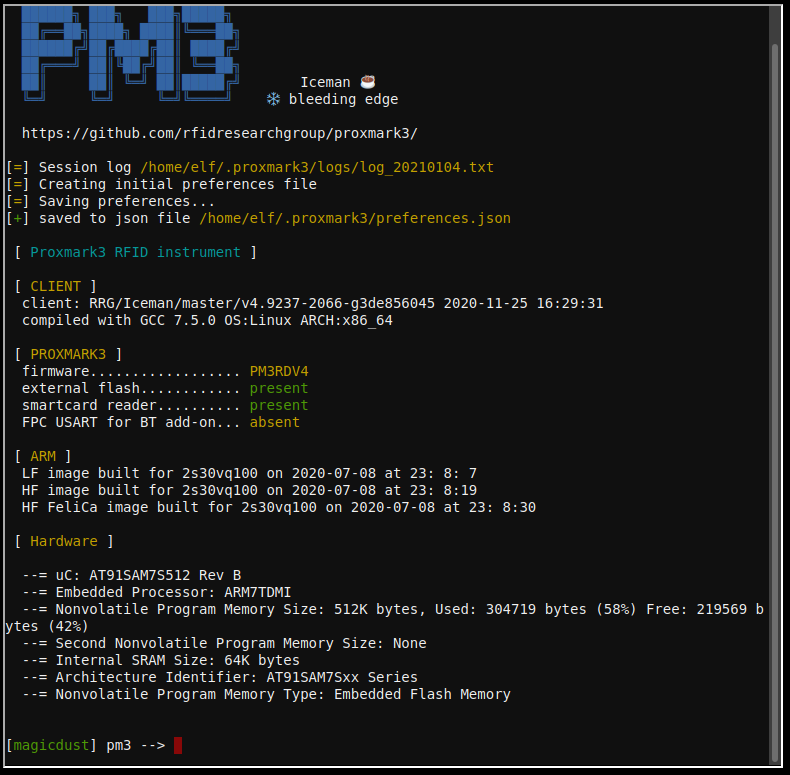 PM3
Iceman ☕
❄ bleeding edge
https://github.com/rfidresearchgroup/proxmark3/
[=] Session log /home/elf/.proxmark3/logs/log_20210104.txt
[=] Creating initial preferences file
[=] Saving preferences...
[+] saved to json file /home/elf/.proxmark3/preferences.json
[ Proxmark3 RFID instrument ]
[ CLIENT ]
client: RRG/Iceman/master/v4.9237-2066-g3de856045 2020-11-25 16:29:31
compiled with GCC 7.5.0 OS:Linux ARCH:x86_64
[ PROXMARK3 ]
firmware.................. PM3RDV4
external flash............ present
smartcard reader.......... present
FPC USART for BT add-on... absent
[ ARM ]
LF image built for 2s30vq100 on 2020-07-08 at 23: 8: 7
HF image built for 2s30vq100 on 2020-07-08 at 23: 8:19
HF FeliCa image built for 2s30vq100 on 2020-07-08 at 23: 8:30
[ Hardware ]
--= uC: AT91SAM7S512 Rev B
--= Embedded Processor: ARM7TDMI
--= Nonvolatile Program Memory Size: 512K bytes, Used: 304719 bytes (58%) Free: 219569 b
ytes (42%)
--= Second Nonvolatile Program Memory Size: None
--= Internal SRAM Size: 64K bytes
--= Architecture Identifier: AT91SAM7Sxx Series
--= Nonvolatile Program Memory Type: Embedded Flash Memory
[magicdust] pm3 -->